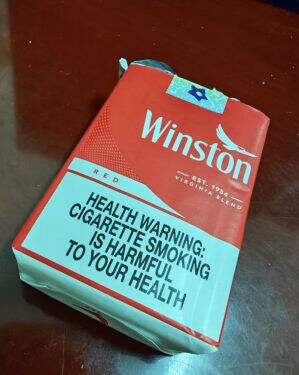 Winston
EST. 1954
VIRGINIA BLEND
RED
HEALTH WARNING:
CIGARETTE SMOKING
IS HARMFUL
TO YOUR HEALTH